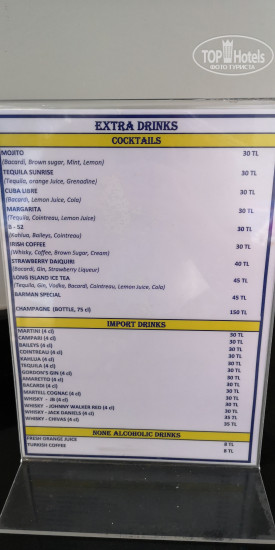 TOPHotels
ФОТО ТУРИСТА
EXTRA DRINKS
COCKTAILS
MOJITO 30 TL
(Bacardi, Brown sugar, Mint, Lemon)
TEQUILA SUNRISE 30 TL
(Tequila, orange Juice, Grenadine)
CUBA LIBRE 30 TL
(Bacardi, Lemon Juice, Cola)
MARGARITA 30 TL
(Tequila, Cointreau, Lemon Juice)
B - 52 30 TL
(Kahlua, Baileys, Cointreau)
IRISH COFFEE 30 TL
(Whisky, Coffee, Brown Sugar, Cream)
STRAWBERRY DAIQUIRI 40 TL
(Bacardi, Gin, Strawberry Liqueur)
LONG ISLAND ICE TEA 45 TL
(Tequila, Gin, Vodka, Bacardi, Cointreau, Lemon Juice, Cola)
BARMAN SPECIAL 45 TL
CHAMPAGNE (BOTTLE, 75 cl) 150 TL
IMPORT DRINKS
MARTINI (4 cl) 30 TL
CAMPARI (4 cl) 30 TL
BAILEYS (4 cl) 30 TL
COINTREAU (4 cl) 30 TL
KAHLUA (4 cl) 30 TL
TEQUILA (4 cl) 30 TL
GORDON'S GIN (4 cl) 30 TL
AMARETTO (4 cl) 30 TL
BACARDI (4 cl) 30 TL
MARTELL COGNAC (4 cl) 30 TL
WHISKY - JB (4 cl) 30 TL
WHISKY - JOHNNY WALKER RED (4 cl) 30 TL
WHISKY - JACK DANIELS (4 cl) 35 TL
WHISKY - CHIVAS (4 cl) 35 TL
NONE ALCOHOLIC DRINKS
FRESH ORANGE JUICE 8 TL
TURKISH COFFEE 8 TL